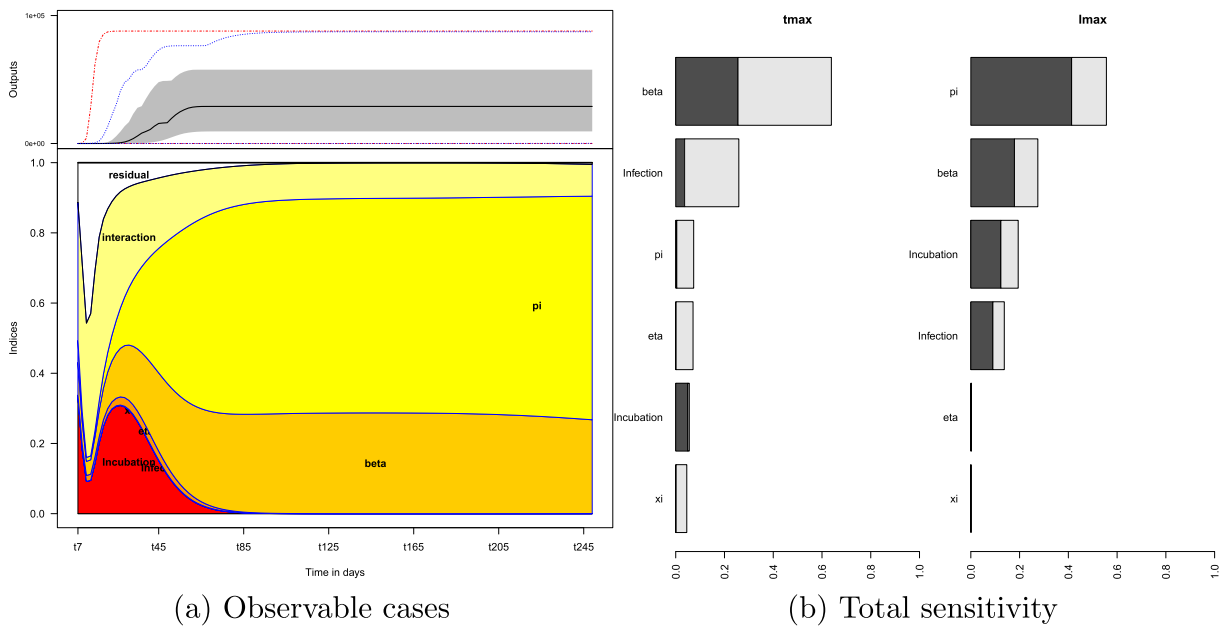 1e+05
Outputs
0e+00
1.0
residual
interaction
0.8
0.6
pi
Indices
0.4
0.2
Incubation
beta
0.0
t7 t45 t85 t125 t165 t205 t245
Time in days
(a) Observable cases
tmax
beta
Infection
pi
eta
Incubation
xi
0.0 0.2 0.4 0.6 0.8 1.0
Imax
pi
beta
Incubation
Infection
eta
xi
0.0 0.2 0.4 0.6 0.8 1.0
(b) Total sensitivity